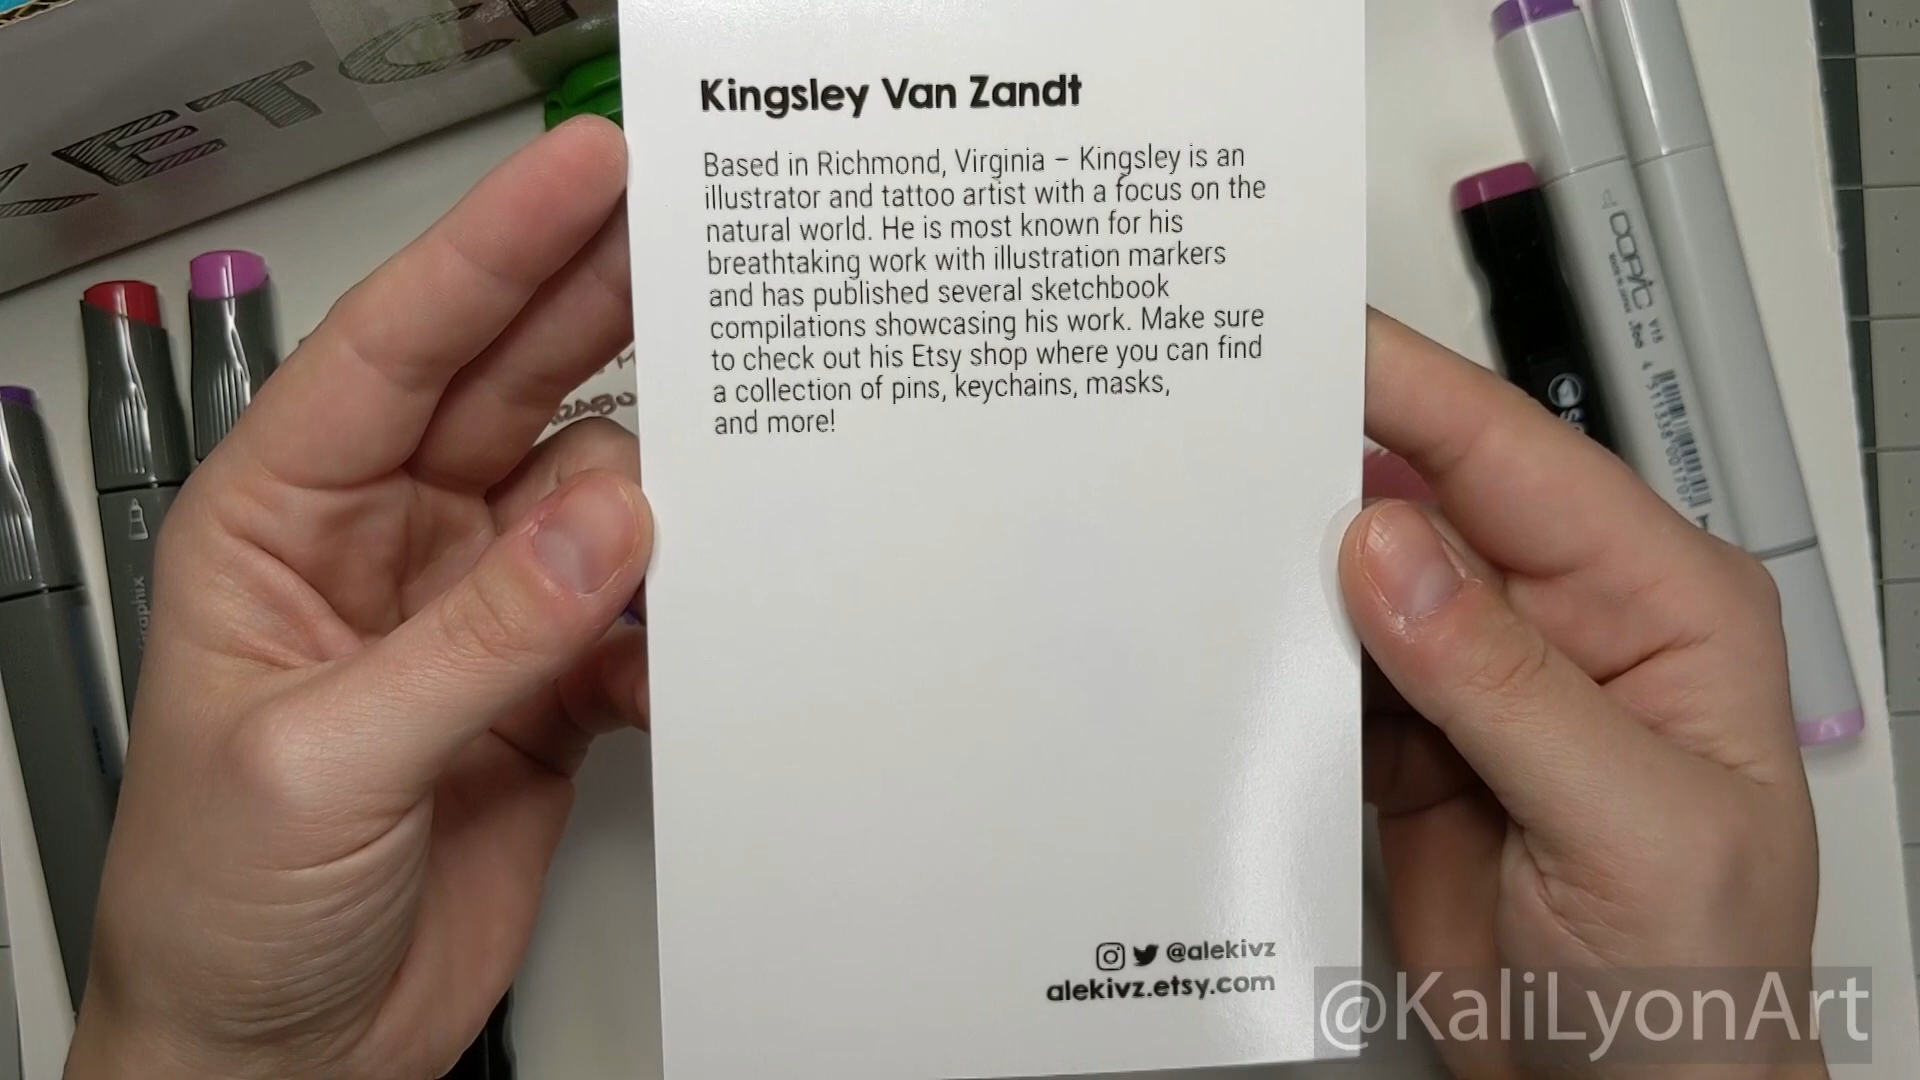 KETCH
Kingsley Van Zandt
Based in Richmond, Virginia – Kingsley is an
illustrator and tattoo artist with a focus on the
natural world. He is most known for his
breathtaking work with illustration markers
and has published several sketchbook
compilations showcasing his work. Make sure
to check out his Etsy shop where you can find
a collection of pins, keychains, masks,
and more!
@alekivz
alekivz.etsy.com
COPIC
V15
@KaliLyonArt